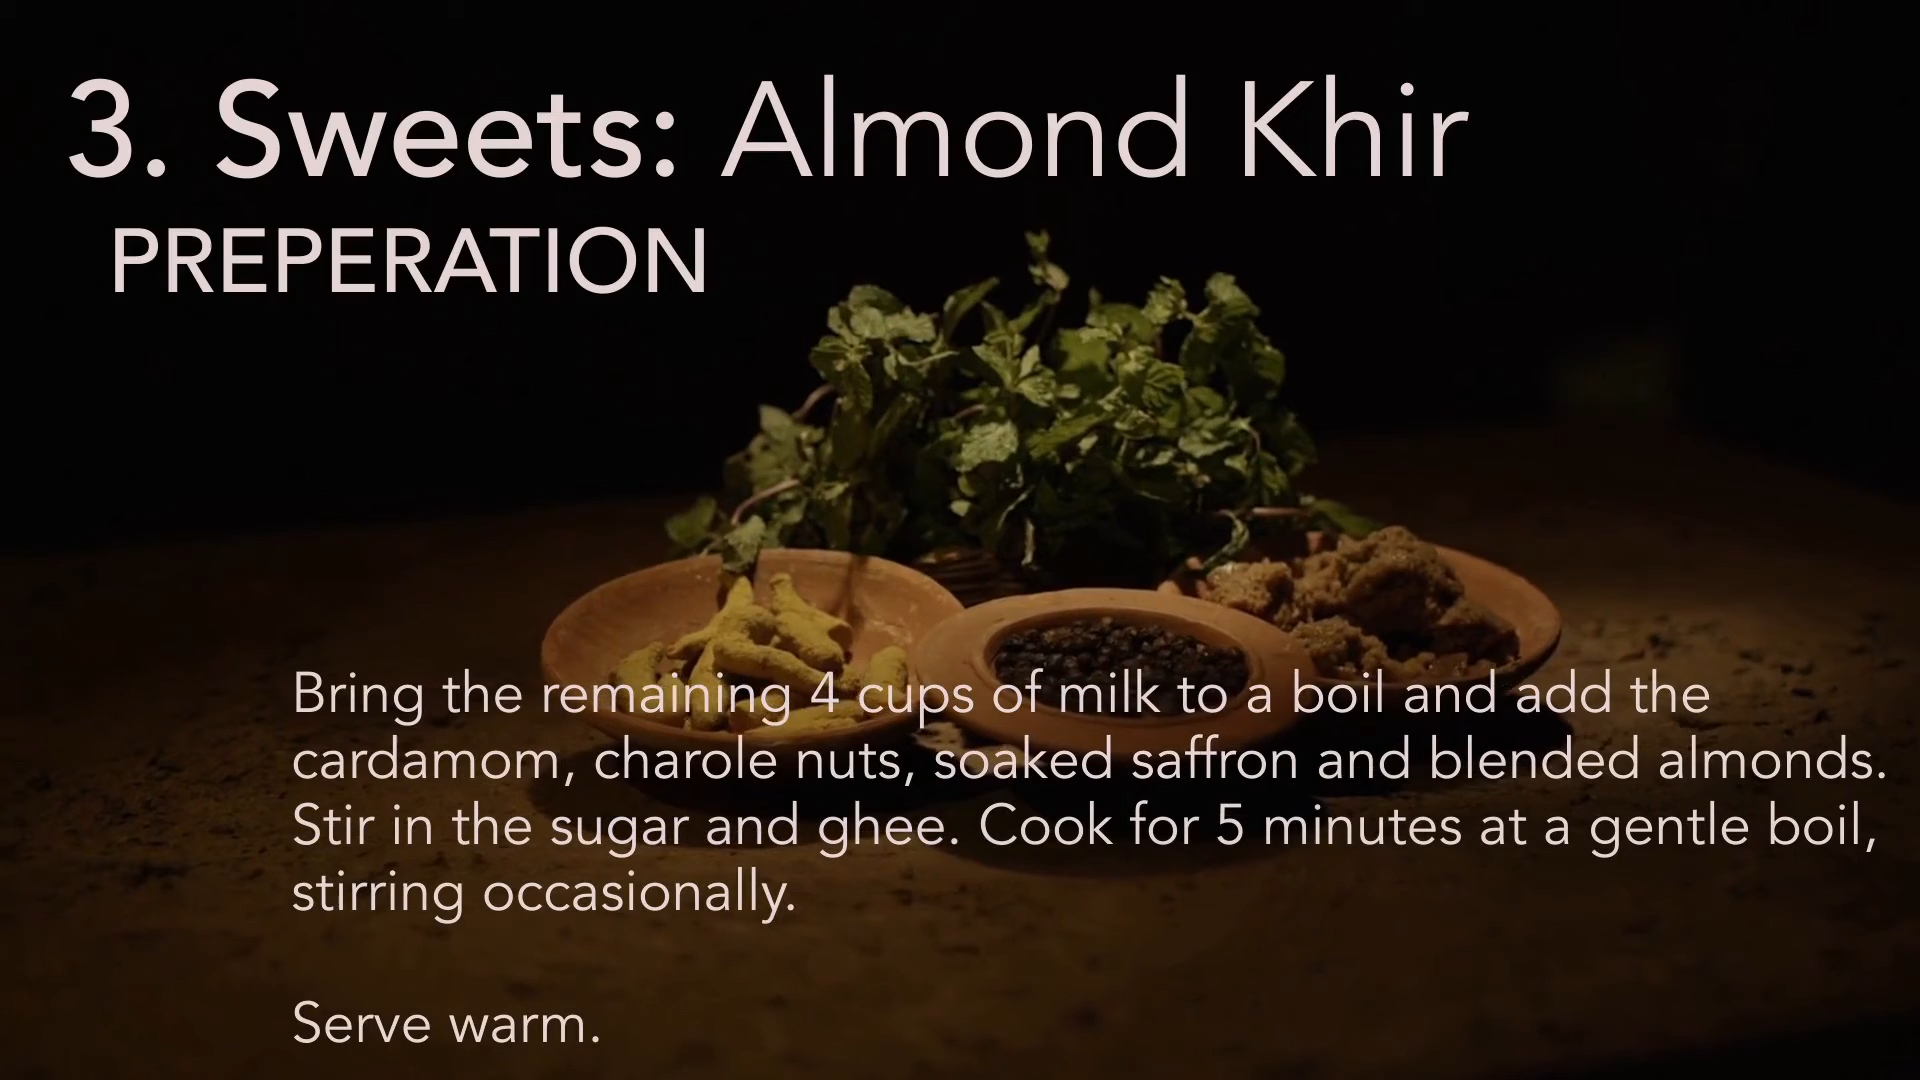 3. Sweets: Almond Khir
PREPERATION
Bring the remaining 4 cups of milk to a boil and add the
cardamom, charole nuts, soaked saffron and blended almonds.
Stir in the sugar and ghee. Cook for 5 minutes at a gentle boil,
stirring occasionally.
Serve warm.